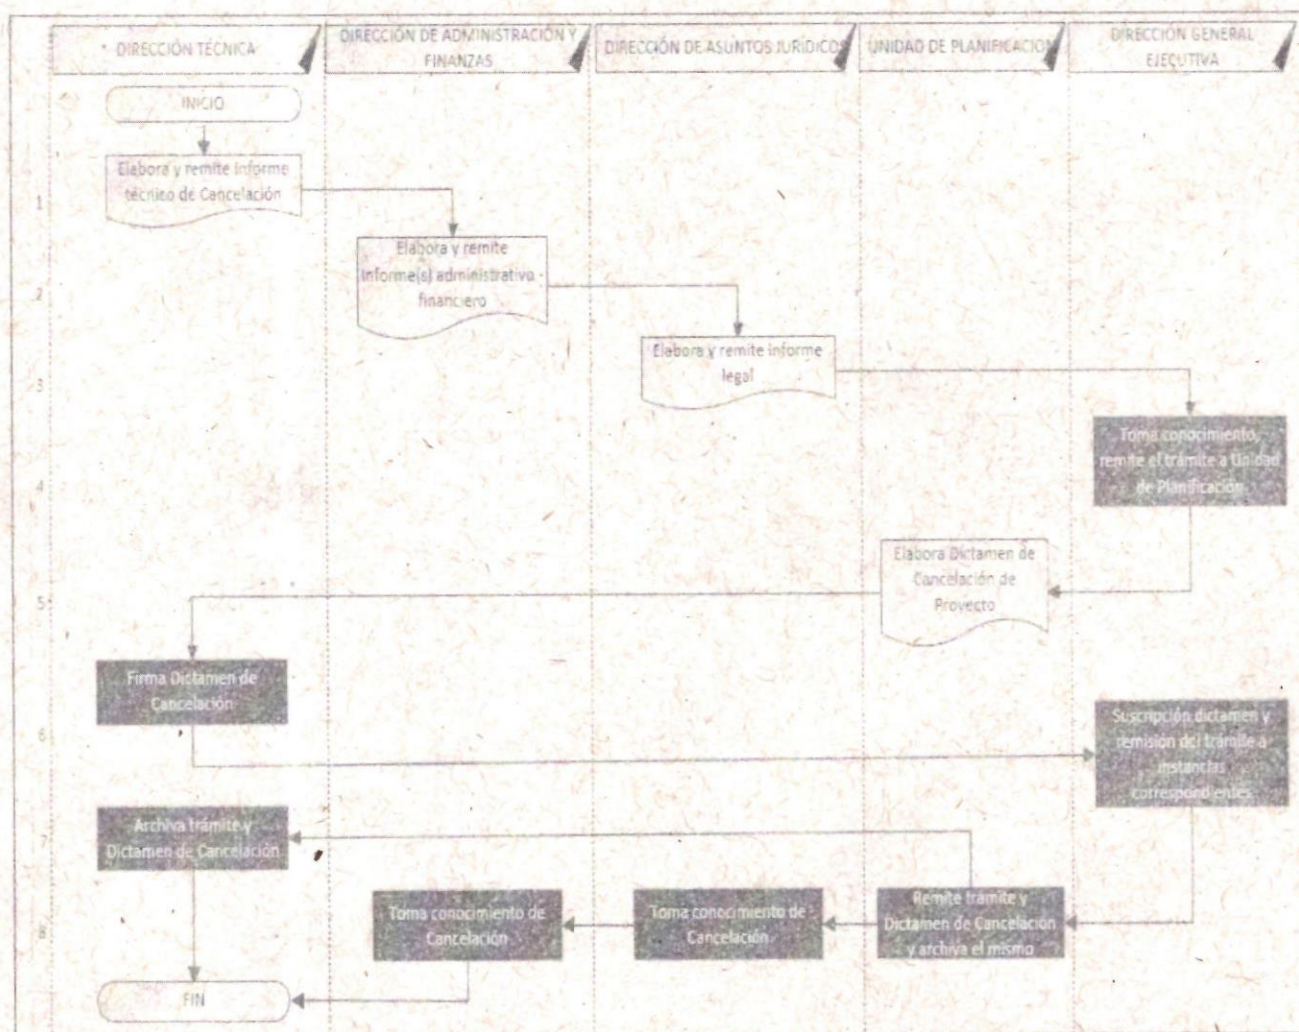 DIRECCIÓN TÉCNICA
DIRECCIÓN DE ADMINISTRACIÓN Y
FINANZAS
DIRECCIÓN DE ASUNTOS JURÍDICOS
UNIDAD DE PLANIFICACION
DIRECCIÓN GENERAL
EJECUTIVA
INICIO
1
Elabora y remite informe
técnico de Cancelación
2
Elabora y remite
informe(s) administrativo -
financiero
3
Elabora y remite informe
legal
4
Toma conocimiento,
remite el trámite a Unidad
de Planificación
5
Elabora Dictamen de
Cancelación de
Proyecto
Firma Dictamen de
Cancelación
6
Suscripción dictamen y
remisión del trámite a
instancias
correspondientes
7
Archiva trámite y
Dictamen de Cancelación
8
Toma conocimiento de
Cancelación
Toma conocimiento de
Cancelación
Remite trámite y
Dictamen de Cancelación
y archiva el mismo
FIN